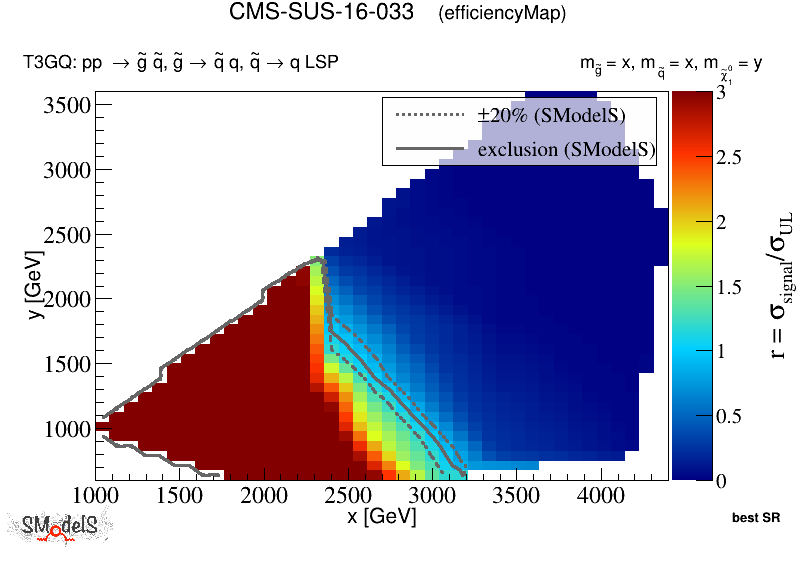 CMS-SUS-16-033 (efficiencyMap)
T3GQ: pp → g̃ q̃, g̃ → q̃ q, q̃ → q LSP
m_g̃ = x, m_q̃ = x, m_χ̃₁⁰ = y
±20% (SModelS)
exclusion (SModelS)
3500
3000
2500
2000
1500
1000
y [GeV]
1000 1500 2000 2500 3000 3500 4000
x [GeV]
3
2.5
2
1.5
1
0.5
0
r = σ_signal/σ_UL
SModelS
best SR